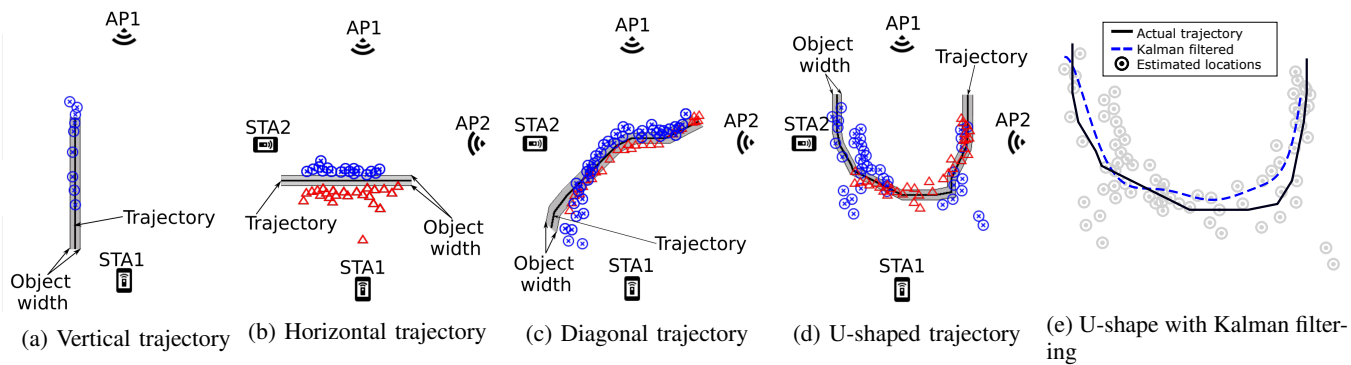 AP1
Trajectory
STA1
Object
width
(a) Vertical trajectory
AP1
STA2
AP2
Trajectory
Object
width
STA1
(b) Horizontal trajectory
AP1
STA2
AP2
Trajectory
Object
width
STA1
(c) Diagonal trajectory
AP1
Object
width
Trajectory
STA2
AP2
STA1
(d) U-shaped trajectory
Actual trajectory
Kalman filtered
Estimated locations
(e) U-shape with Kalman filter-
ing